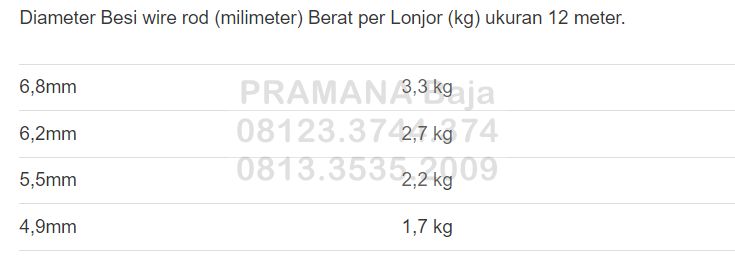 Diameter Besi wire rod (milimeter) Berat per Lonjor (kg) ukuran 12 meter.
6,8mm 3,3 kg
PRAMANA Baja
6,2mm 2,7 kg
08123.3744.374
5,5mm 2,2 kg
0813.3535.2009
4,9mm 1,7 kg